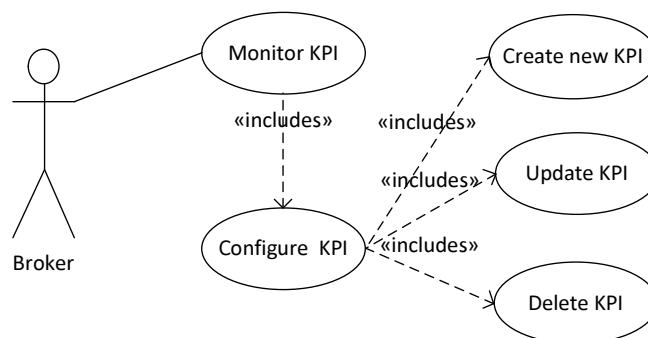 Monitor KPI
Create new KPI
«includes»
«includes»
Update KPI
«includes»
Configure  KPI
«includes»
Broker
Delete KPI